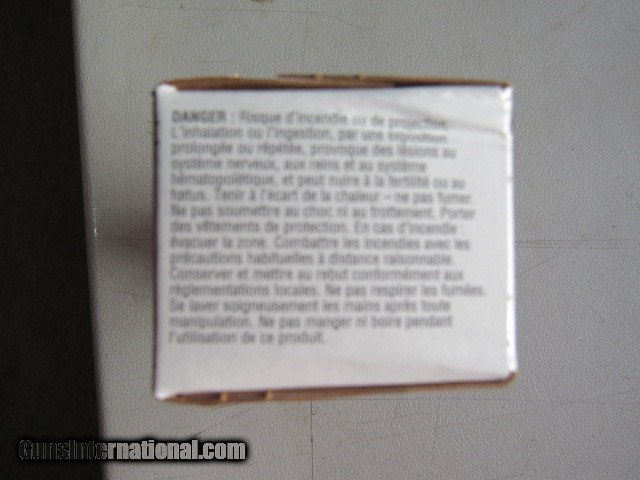 DANGER : Risque d'incendie ou de projection.
L'inhalation ou l'ingestion, par une exposition
prolongée ou répétée, provoque des lésions au
système nerveux, aux reins et au système
hématopoïétique, et peut nuire à la fertilité ou au
fœtus. Tenir à l'écart de la chaleur – ne pas fumer.
Ne pas soumettre au choc ni au frottement. Porter
des vêtements de protection. En cas d'incendie :
évacuer la zone. Combattre les incendies avec les
précautions habituelles à distance raisonnable.
Conserver et mettre au rebut conformément aux
réglementations locales. Ne pas respirer les fumées.
Se laver soigneusement les mains après toute
manipulation. Ne pas manger ni boire pendant
l'utilisation de ce produit.
GunsInternational.com